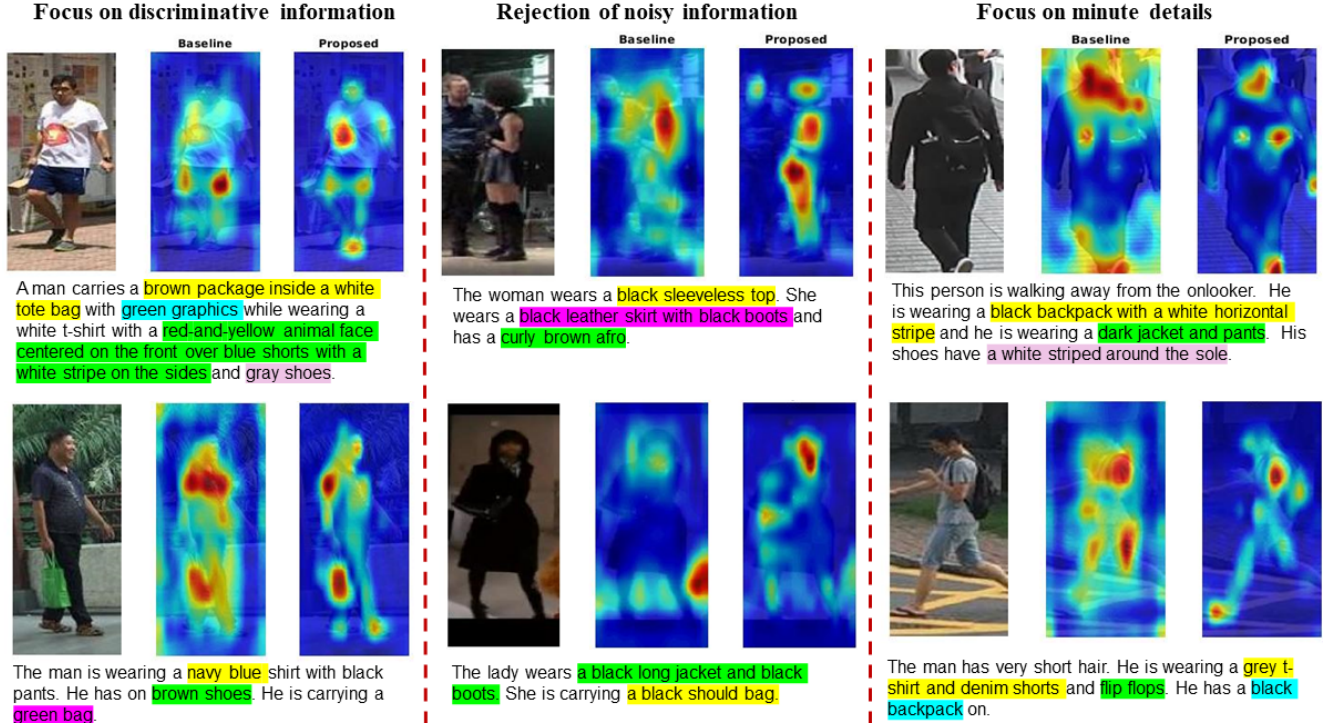 Focus on discriminative information
Baseline
Proposed
A man carries a brown package inside a white
tote bag with green graphics while wearing a
white t-shirt with a red-and-yellow animal face
centered on the front over blue shorts with a
white stripe on the sides and gray shoes.
The man is wearing a navy blue shirt with black
pants. He has on brown shoes. He is carrying a
green bag.
Rejection of noisy information
Baseline
Proposed
The woman wears a black sleeveless top. She
wears a black leather skirt with black boots and
has a curly brown afro.
The lady wears a black long jacket and black
boots. She is carrying a black should bag.
Focus on minute details
Baseline
Proposed
This person is walking away from the onlooker. He
is wearing a black backpack with a white horizontal
stripe and he is wearing a dark jacket and pants. His
shoes have a white striped around the sole.
The man has very short hair. He is wearing a grey t-
shirt and denim shorts and flip flops. He has a black
backpack on.